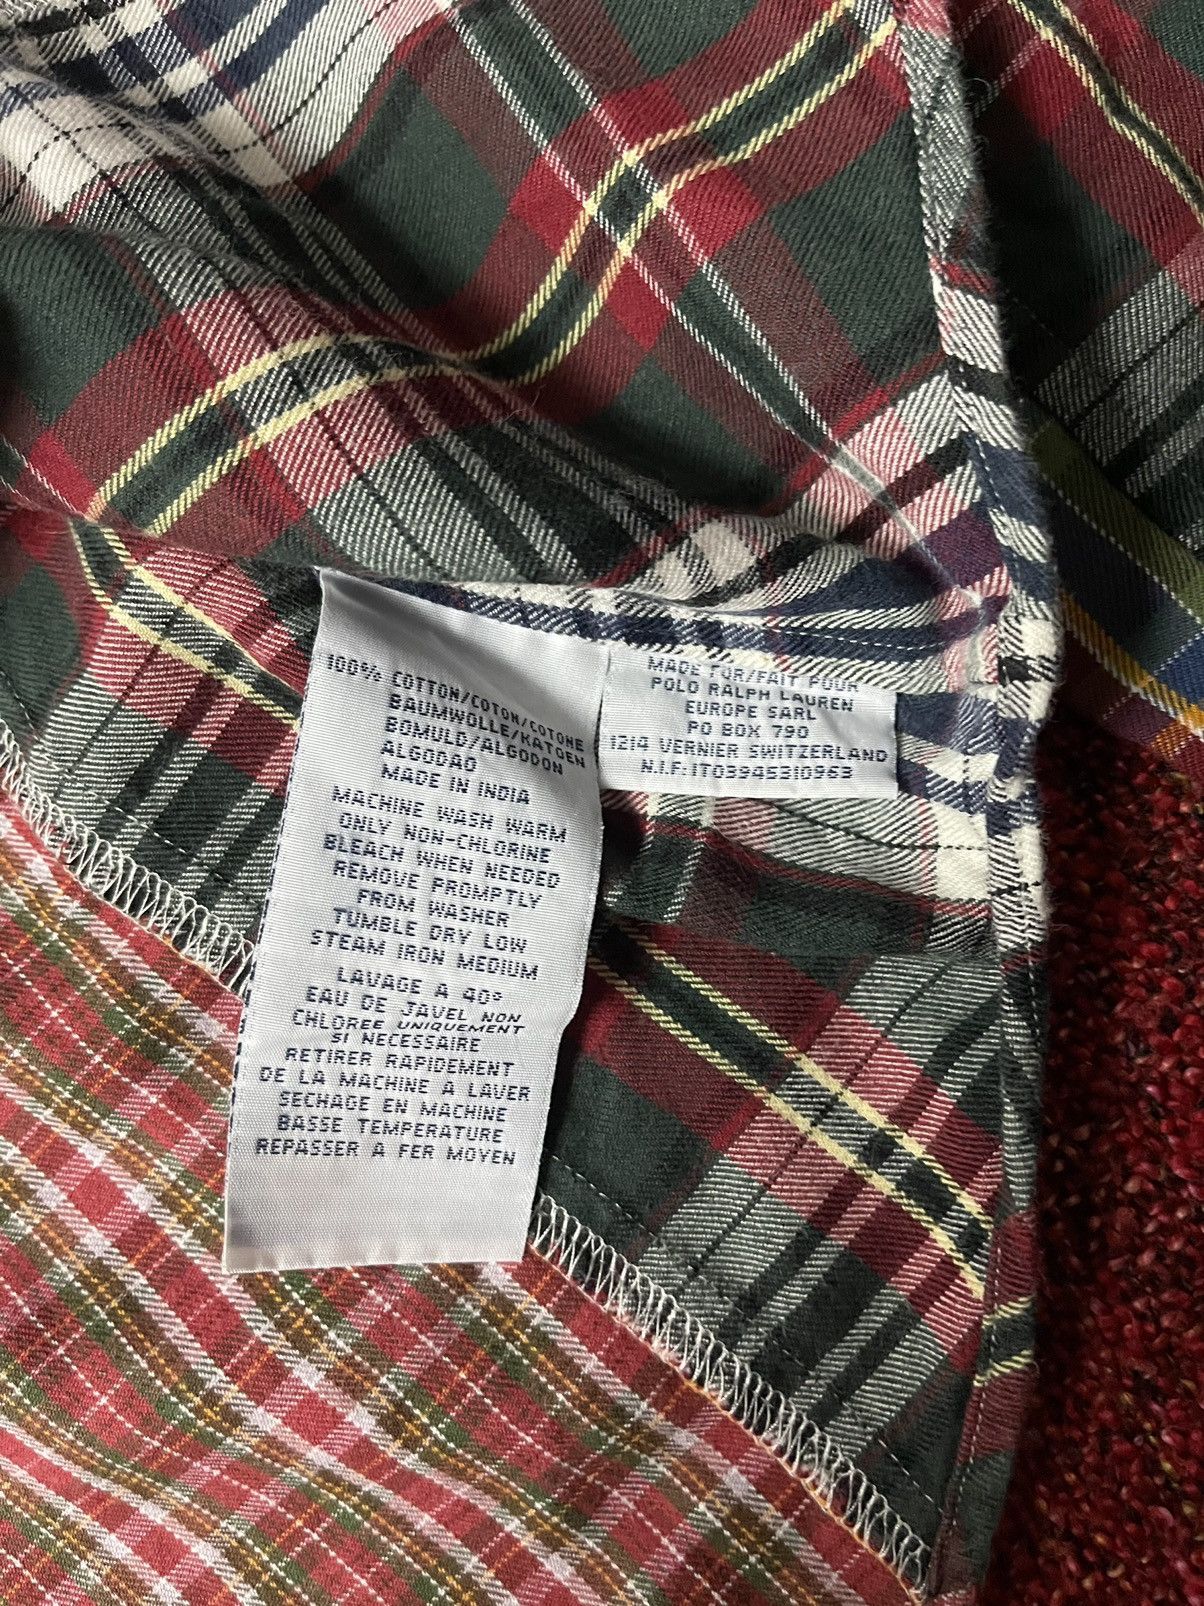 100% COTTON/COTON/COTONE
BAUMWOLLE/KATOEN
BOMULD/ALGODON
ALGODAO
MADE IN INDIA
MACHINE WASH WARM
ONLY NON-CHLORINE
BLEACH WHEN NEEDED
REMOVE PROMPTLY
FROM WASHER
TUMBLE DRY LOW
STEAM IRON MEDIUM
LAVAGE A 40°
EAU DE JAVEL NON
CHLOREE UNIQUEMENT
SI NECESSAIRE
RETIRER RAPIDEMENT
DE LA MACHINE A LAVER
SECHAGE EN MACHINE
BASSE TEMPERATURE
REPASSER A FER MOYEN
MADE FOR/FAIT POUR
POLO RALPH LAUREN
EUROPE SARL
PO BOX 790
1214 VERNIER SWITZERLAND
N.I.F:IT03945310963